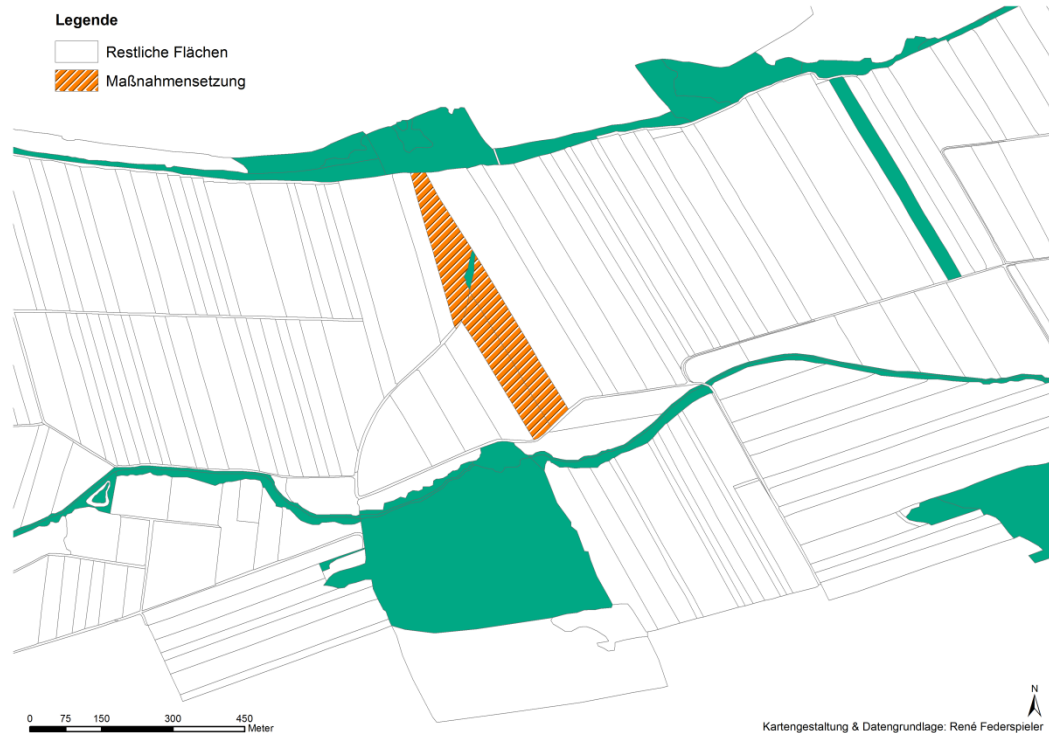 Legende
Restliche Flächen
Maßnahmensetzung
0 75 150 300 450
Meter
N
Kartengestaltung & Datengrundlage: René Federspieler